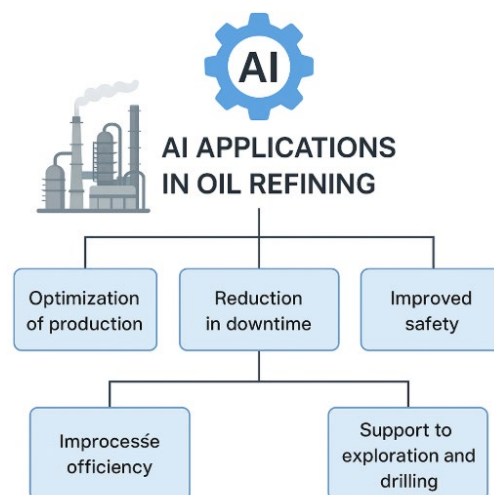 AI
AI APPLICATIONS
IN OIL REFINING
Optimization
of production
Reduction
in downtime
Improved
safety
Improcesśe
officiency
Support to
exploration and
drilling